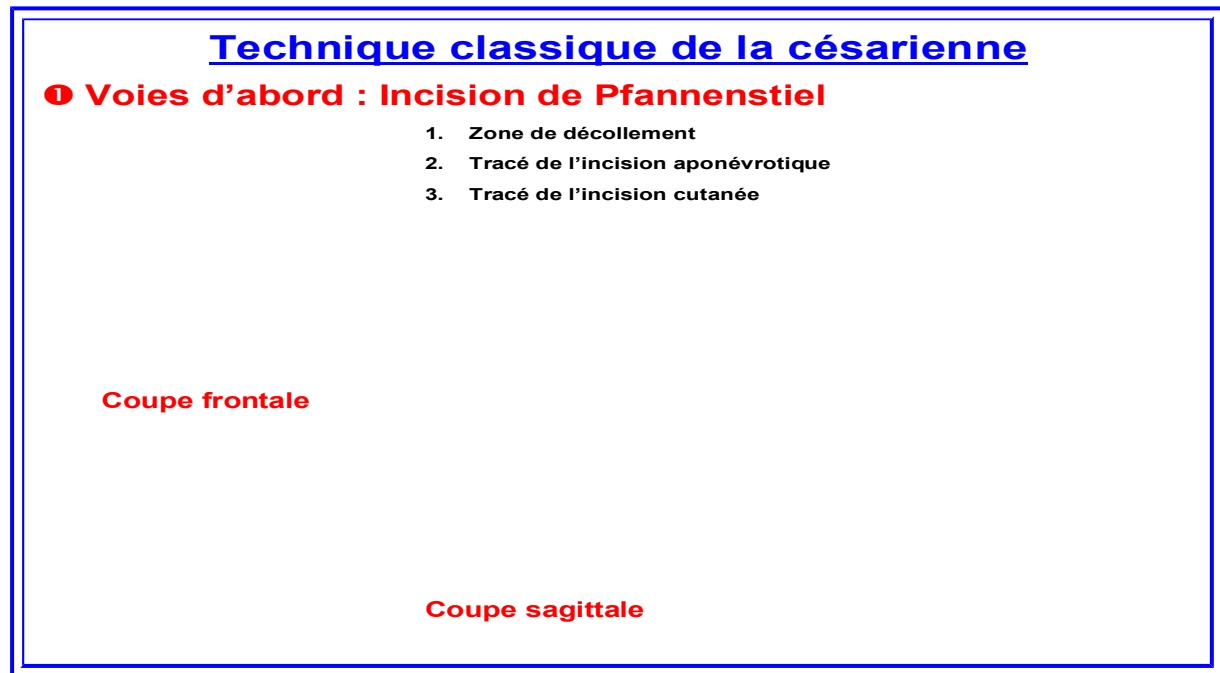 Technique classique de la césarienne
❶ Voies d’abord : Incision de Pfannenstiel
1. Zone de décollement
2. Tracé de l’incision aponévrotique
3. Tracé de l’incision cutanée
Coupe frontale
Coupe sagittale